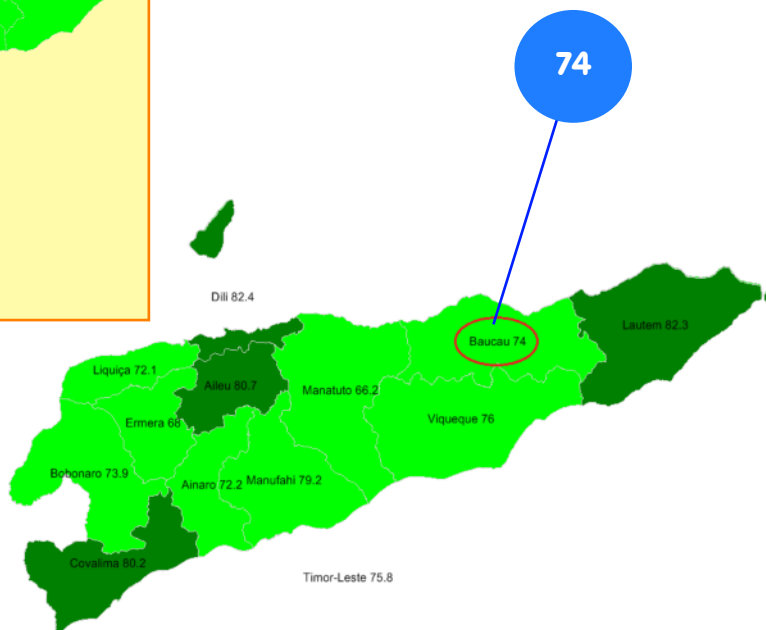 74
Dili 82.4
Lautem 82.3
Baucau 74
Liquiça 72.1
Aileu 80.7
Manatuto 66.2
Ermera 68
Viqueque 76
Bobonaro 73.9
Ainaro 72.2
Manufahi 79.2
Covalima 80.2
Timor-Leste 75.8